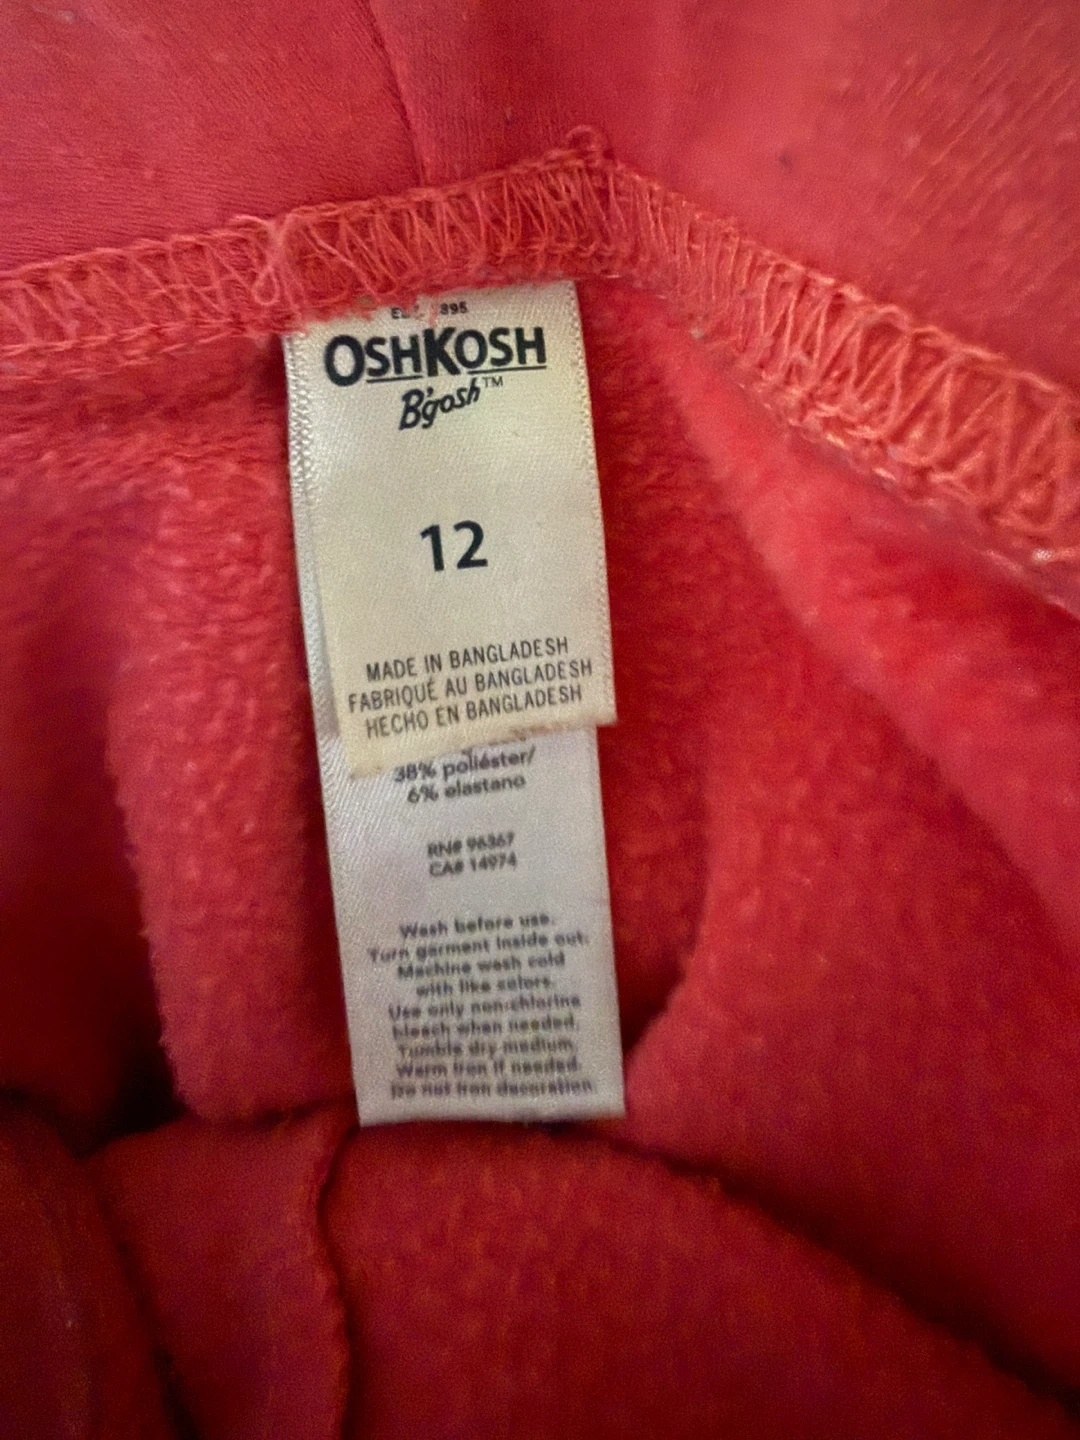 OSHKOSH
B'gosh™
12
MADE IN BANGLADESH
FABRIQUÉ AU BANGLADESH
HECHO EN BANGLADESH
38% poliéster/
6% elastano
RN# 96367
CA# 14974
Wash before use.
Turn garment inside out.
Machine wash cold
with like colors.
Use only non-chlorine
bleach when needed.
Tumble dry medium.
Warm iron if needed.
Do not iron decoration.